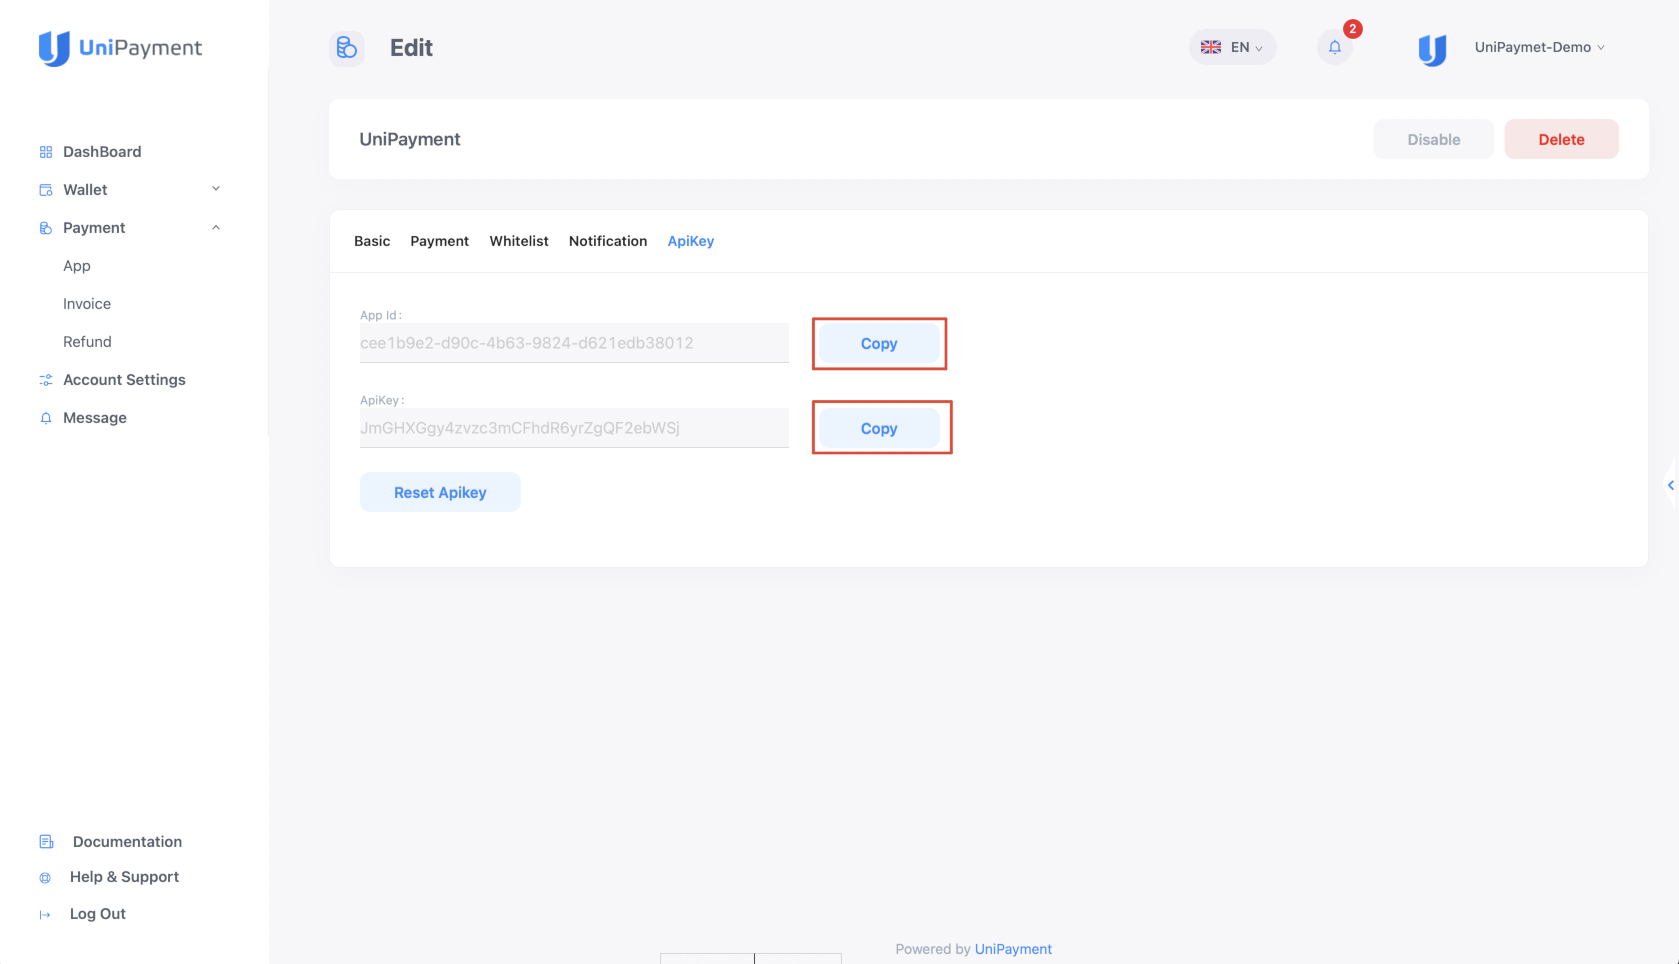 UniPayment
Edit
EN
2
UniPaymet-Demo
DashBoard
Wallet
Payment
App
Invoice
Refund
Account Settings
Message
UniPayment
Disable
Delete
Basic
Payment
Whitelist
Notification
ApiKey
App Id :
cee1b9e2-d90c-4b63-9824-d621edb38012
Copy
ApiKey :
JmGHXGgy4zvzc3mCFhdR6yrZgQF2ebWSj
Copy
Reset Apikey
Documentation
Help & Support
Log Out
Powered by UniPayment